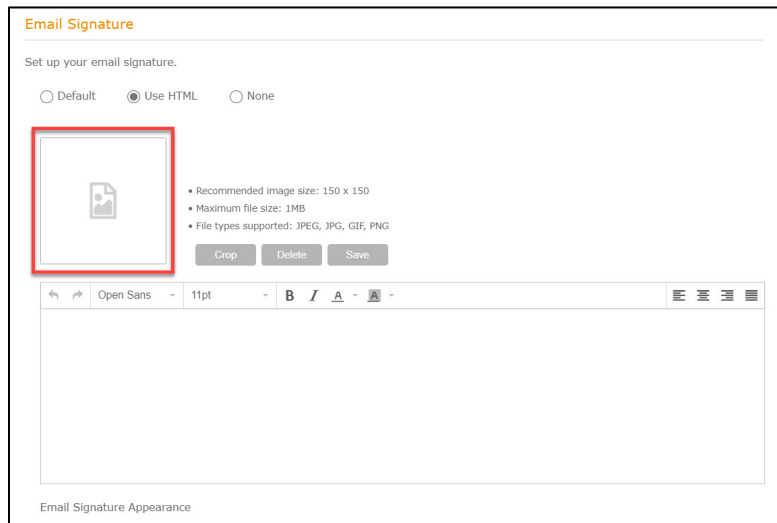 Email Signature
Set up your email signature.
Default Use HTML None
• Recommended image size: 150 x 150
• Maximum file size: 1MB
• File types supported: JPEG, JPG, GIF, PNG
Crop Delete Save
Open Sans 11pt B I A A
Email Signature Appearance